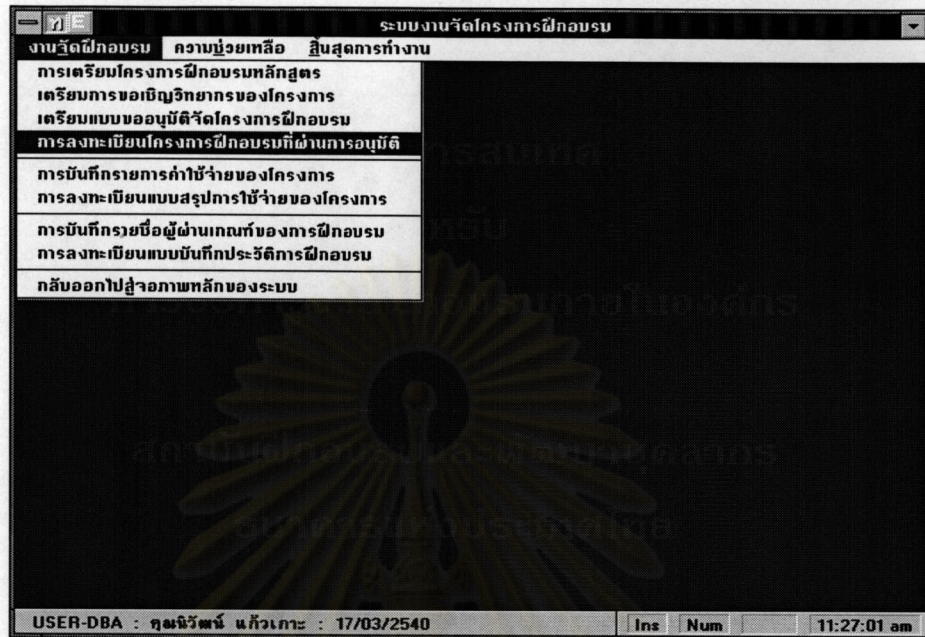 ท E
ระบบงานจัดโครงการฝึกอบรม
งานจัดฝึกอบรม ความช่วยเหลือ สิ้นสุดการทำงาน
การเตรียมโครงการฝึกอบรมหลักสูตร
เตรียมการขอเชิญวิทยากรของโครงการ
เตรียมแบบขออนุมัติจัดโครงการฝึกอบรม
การลงทะเบียนโครงการฝึกอบรมที่ผ่านการอนุมัติ
การบันทึกรายการค่าใช้จ่ายของโครงการ
การลงทะเบียนแบบสรุปการใช้จ่ายของโครงการ
การบันทึกรายชื่อผู้ผ่านเกณฑ์ของการฝึกอบรม
การลงทะเบียนแบบบันทึกประวัติการฝึกอบรม
กลับออกไปสู่จอภาพหลักของระบบ
USER-DBA : แก้วเกาะ : 17/03/2540
Ins Num 11:27:01 am